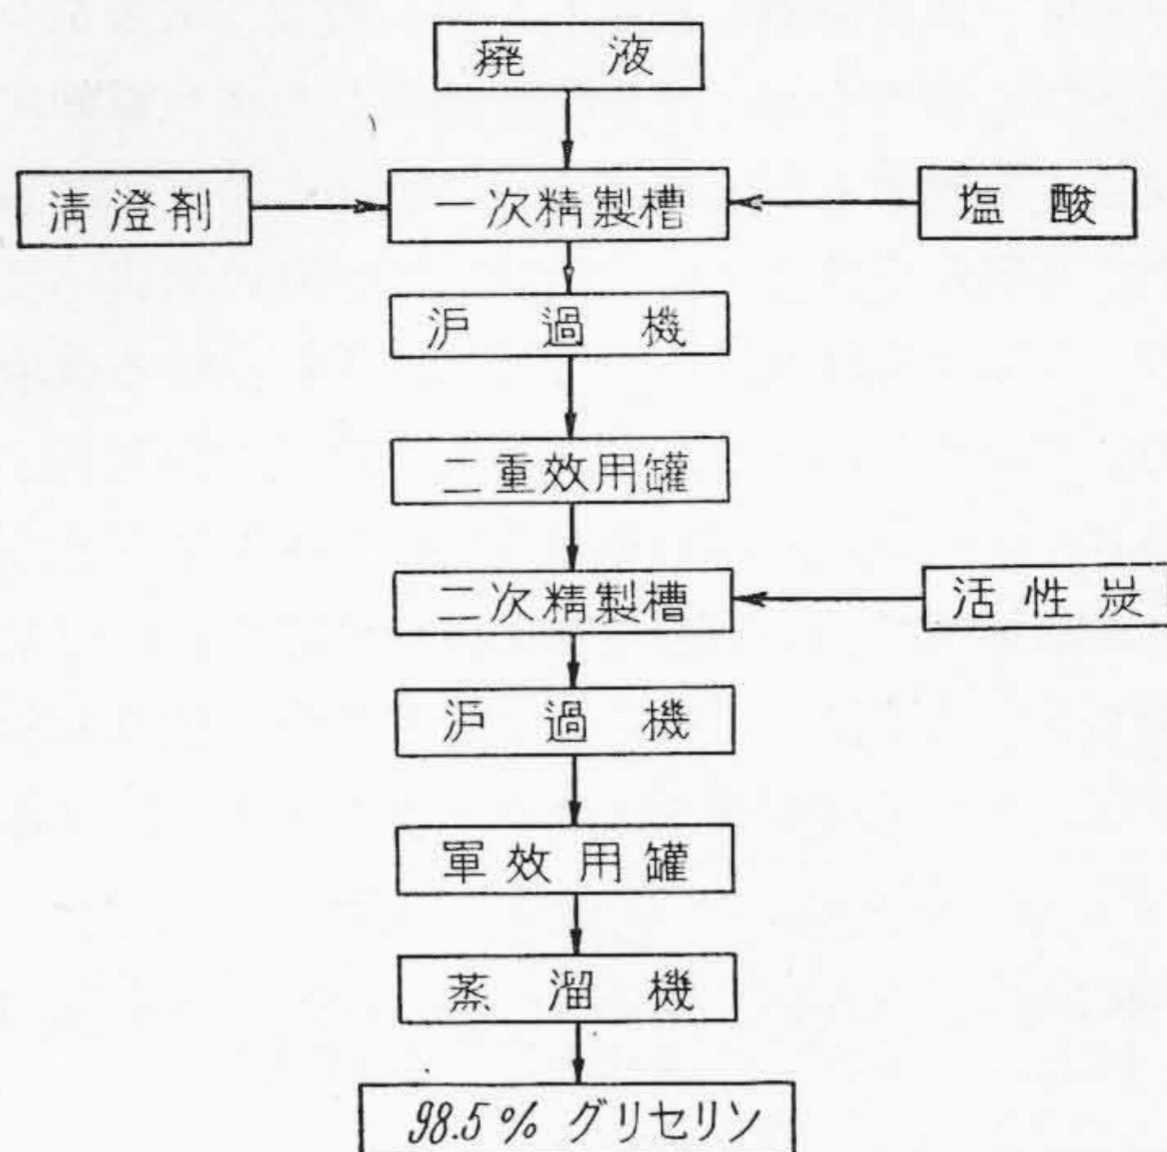 廃液
清澄剤
一次精製槽
塩酸
沪過機
二重效用罐
二次精製槽
活性炭
沪過機
單效用罐
蒸溜機
98.5% グリセリン